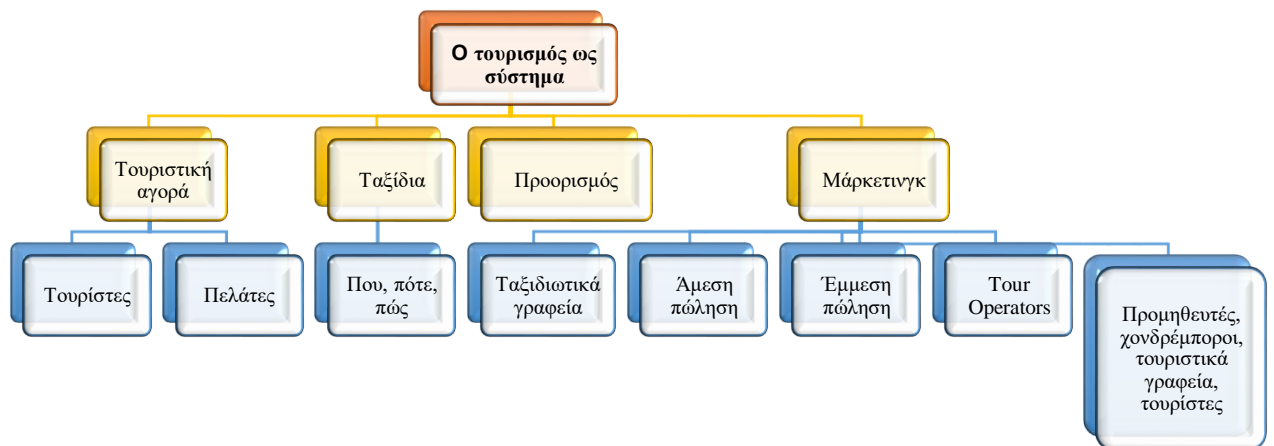 Ο τουρισμός ως
σύστημα
Τουριστική
αγορά
Ταξίδια
Προορισμός
Μάρκετινγκ
Τουρίστες
Πελάτες
Που, πότε,
πώς
Ταξιδιωτικά
γραφεία
Άμεση
πώληση
Έμμεση
πώληση
Tour
Operators
Προμηθευτές,
χονδρέμποροι,
τουριστικά
γραφεία,
τουρίστες